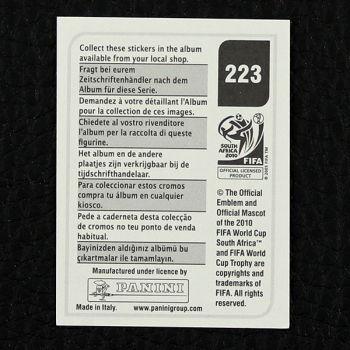 Collect these stickers in the album
available from your local shop.
Fragt bei eurem
Zeitschriftenhändler nach dem
Album für diese Serie.
Demandez à votre détaillant l'Album
pour la collection de ces images.
Chiedete al vostro rivenditore
l'album per la raccolta di queste
figurine.
Het album en de andere
plaatjes zijn verkrijgbaar bij de
tijdschrifthandelaar.
Para coleccionar estos cromos
compra tu álbum en cualquier
kiosco.
Pede a caderneta desta colecção
de cromos no teu ponto de venda
habitual.
Bayinizden aldığınız albümü bu
çıkartmalar ile tamamlayın.
Manufactured under licence by
PANINI
Made in Italy.
www.paninigroup.com
223
SOUTH AFRICA
2010
FIFA
OFFICIAL LICENSED
PRODUCT
© The Official
Emblem and
Official Mascot
of the 2010
FIFA World Cup
South Africa™
and FIFA World
Cup Trophy are
copyrights and
trademarks of
FIFA. All rights
reserved.